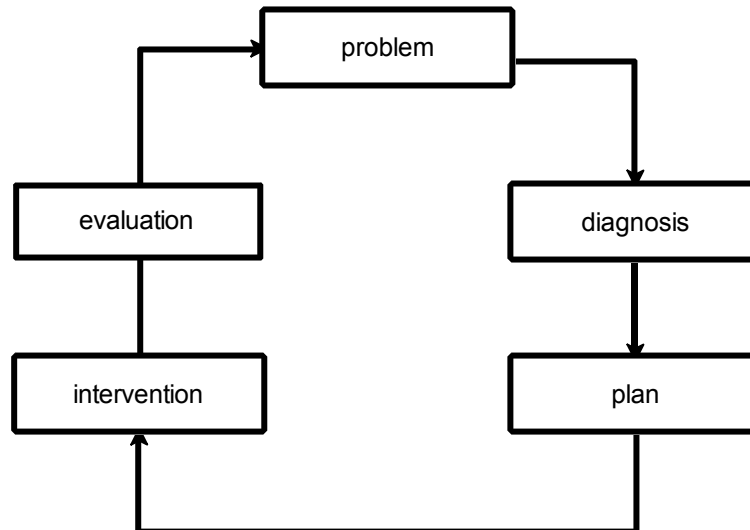 problem
evaluation
diagnosis
intervention
plan